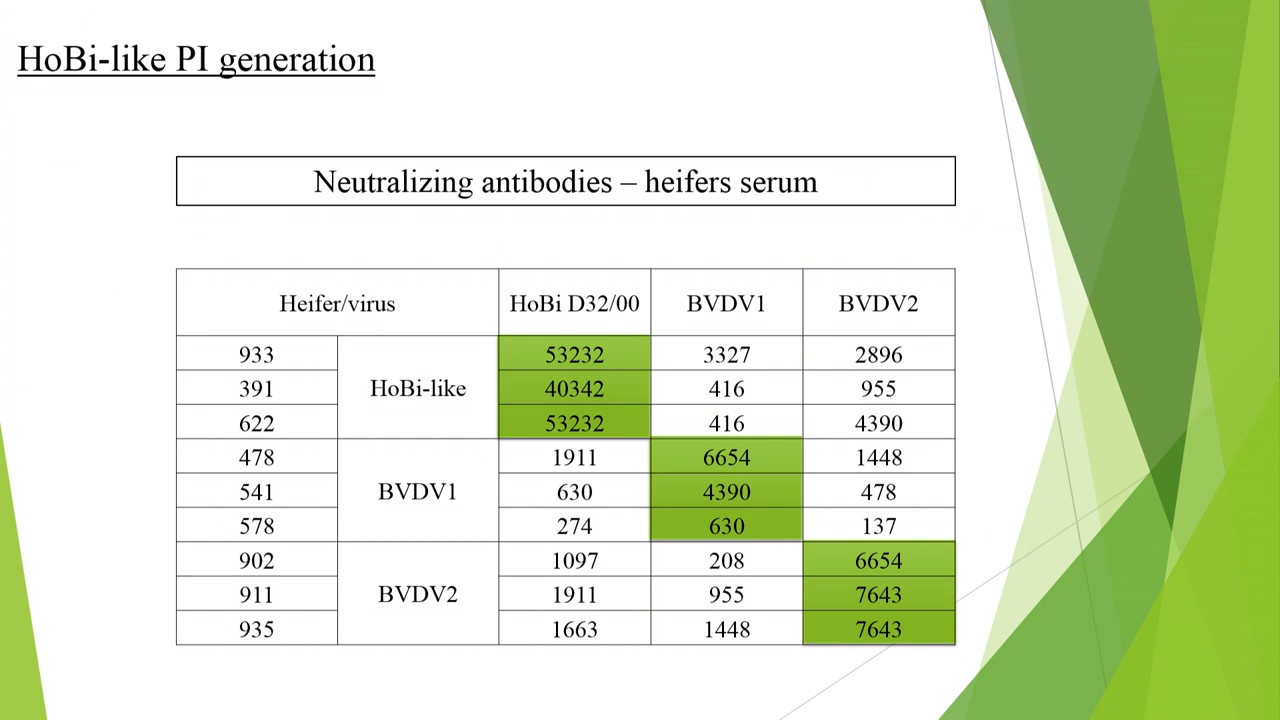 HoBi-like PI generation
Neutralizing antibodies – heifers serum
Heifer/virus HoBi D32/00 BVDV1 BVDV2
933 53232 3327 2896
391 HoBi-like 40342 416 955
622 53232 416 4390
478 1911 6654 1448
541 BVDV1 630 4390 478
578 274 630 137
902 1097 208 6654
911 BVDV2 1911 955 7643
935 1663 1448 7643